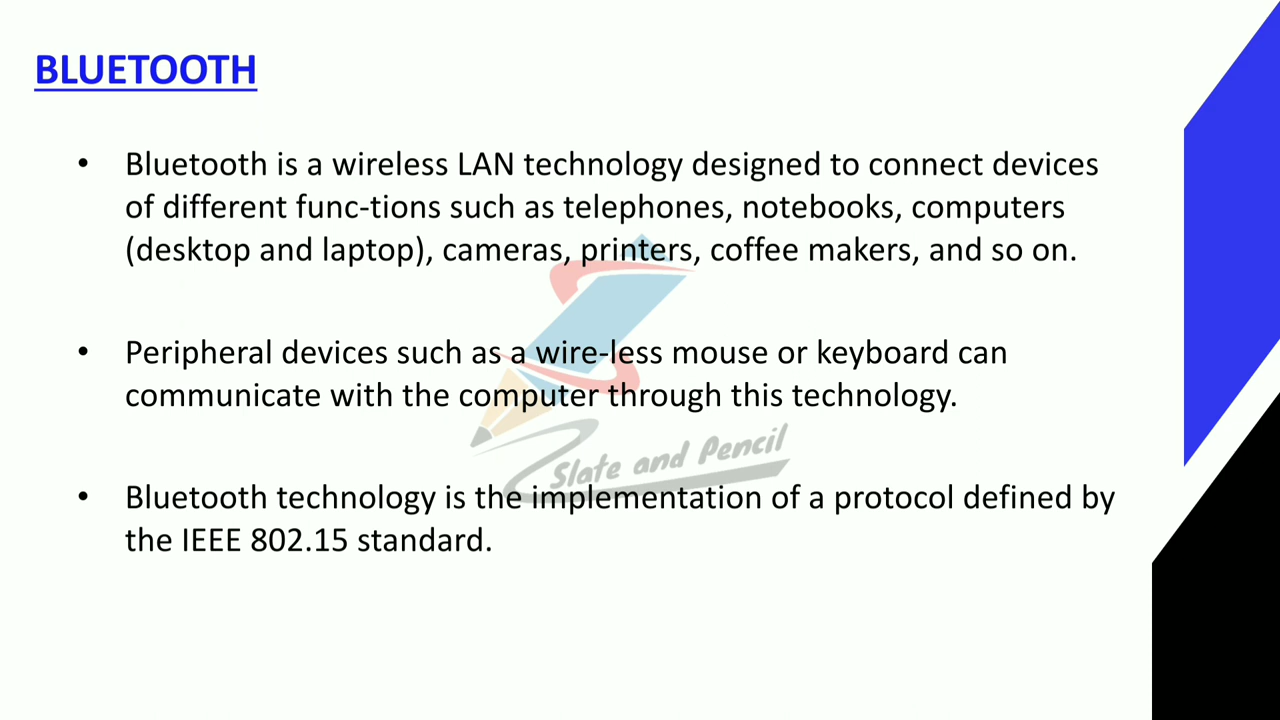 BLUETOOTH
• Bluetooth is a wireless LAN technology designed to connect devices
of different func-tions such as telephones, notebooks, computers
(desktop and laptop), cameras, printers, coffee makers, and so on.
• Peripheral devices such as a wire-less mouse or keyboard can
communicate with the computer through this technology.
Slate and Pencil
• Bluetooth technology is the implementation of a protocol defined by
the IEEE 802.15 standard.